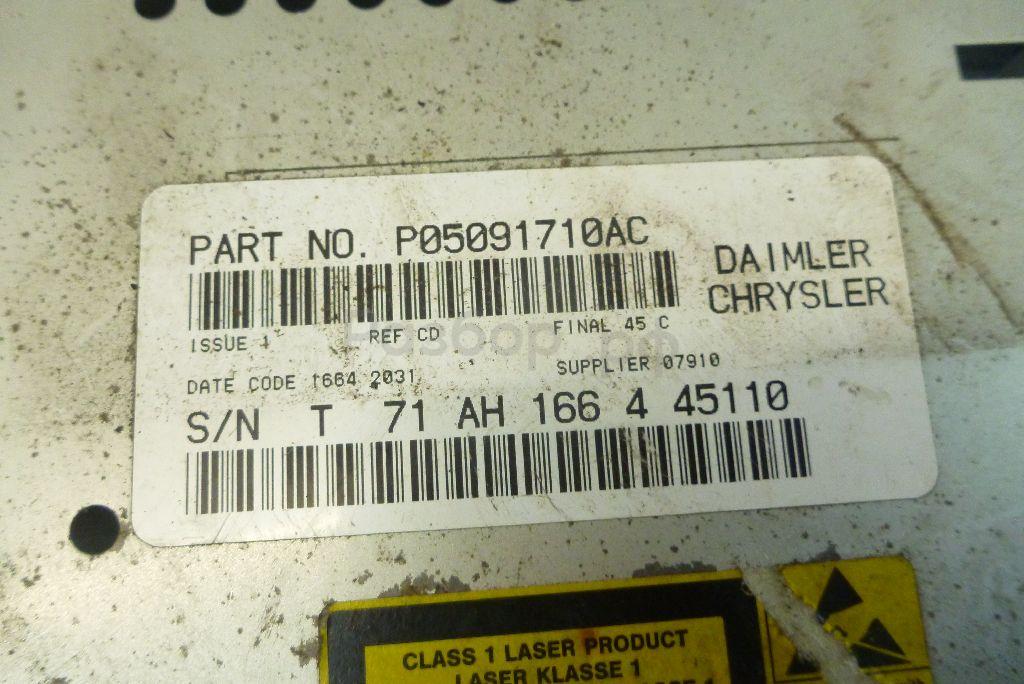 PART NO. P05091710AC
DAIMLER
CHRYSLER
ISSUE 1 REF CD FINAL 45 C
DATE CODE 1664 2031 SUPPLIER 07910
S/N T 71 AH 166 4 45110
CLASS 1 LASER PRODUCT
LASER KLASSE 1